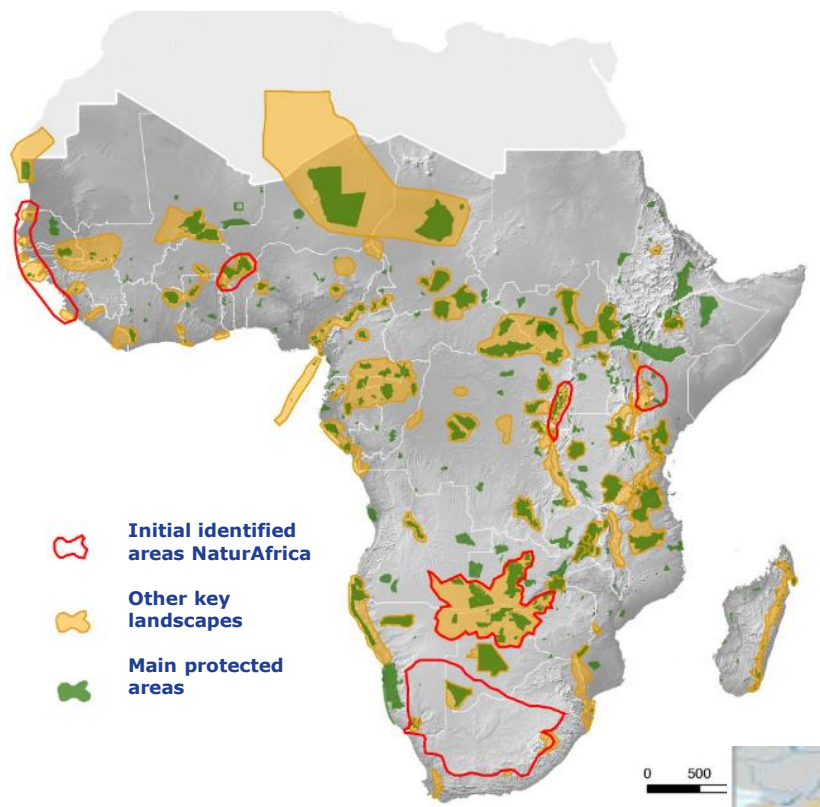 Initial identified
areas NaturAfrica
Other key
landscapes
Main protected
areas
0 500